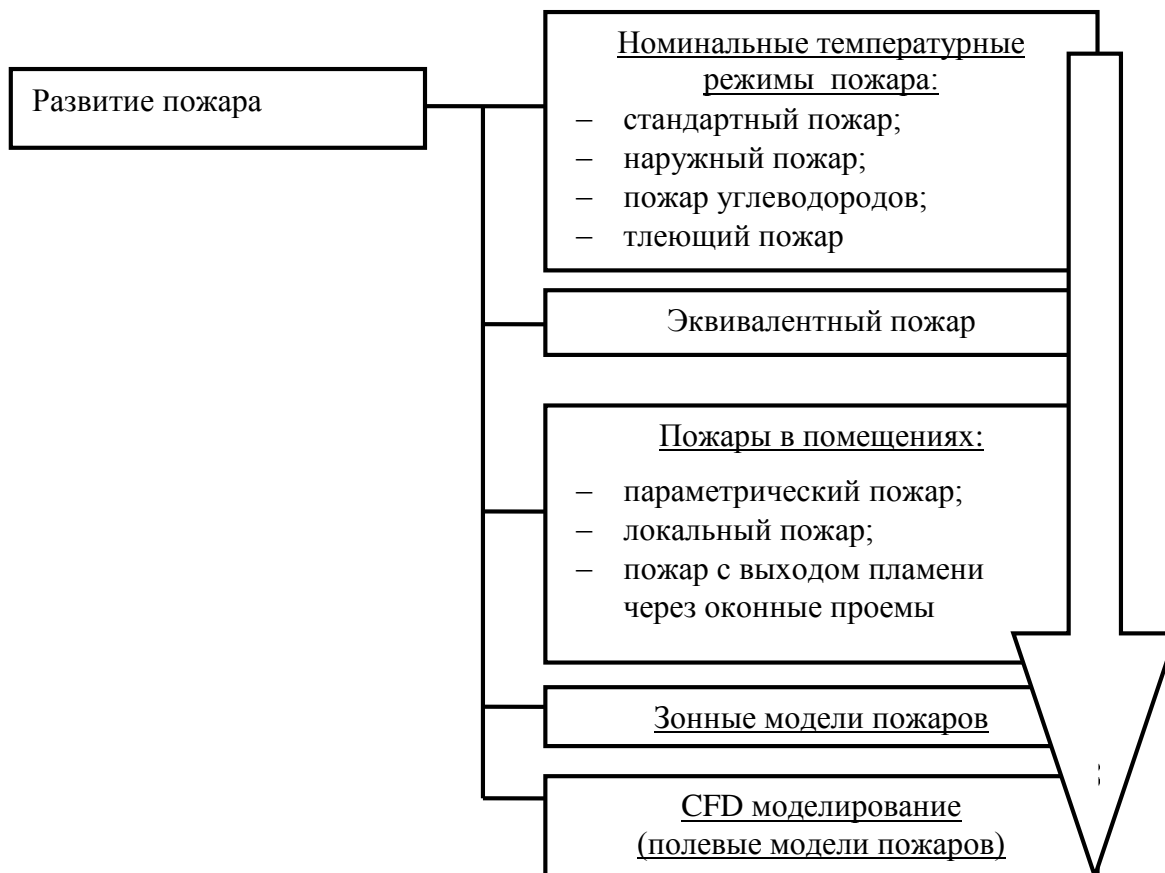 Развитие пожара
Номинальные температурные
режимы пожара:
– стандартный пожар;
– наружный пожар;
– пожар углеводородов;
– тлеющий пожар
Эквивалентный пожар
Пожары в помещениях:
– параметрический пожар;
– локальный пожар;
– пожар с выходом пламени
через оконные проемы
Зонные модели пожаров
CFD моделирование
(полевые модели пожаров)